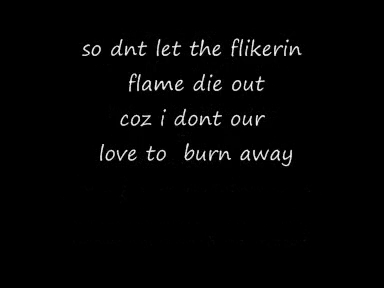 so dnt let the flikerin
flame die out
coz i dont our
love to burn away